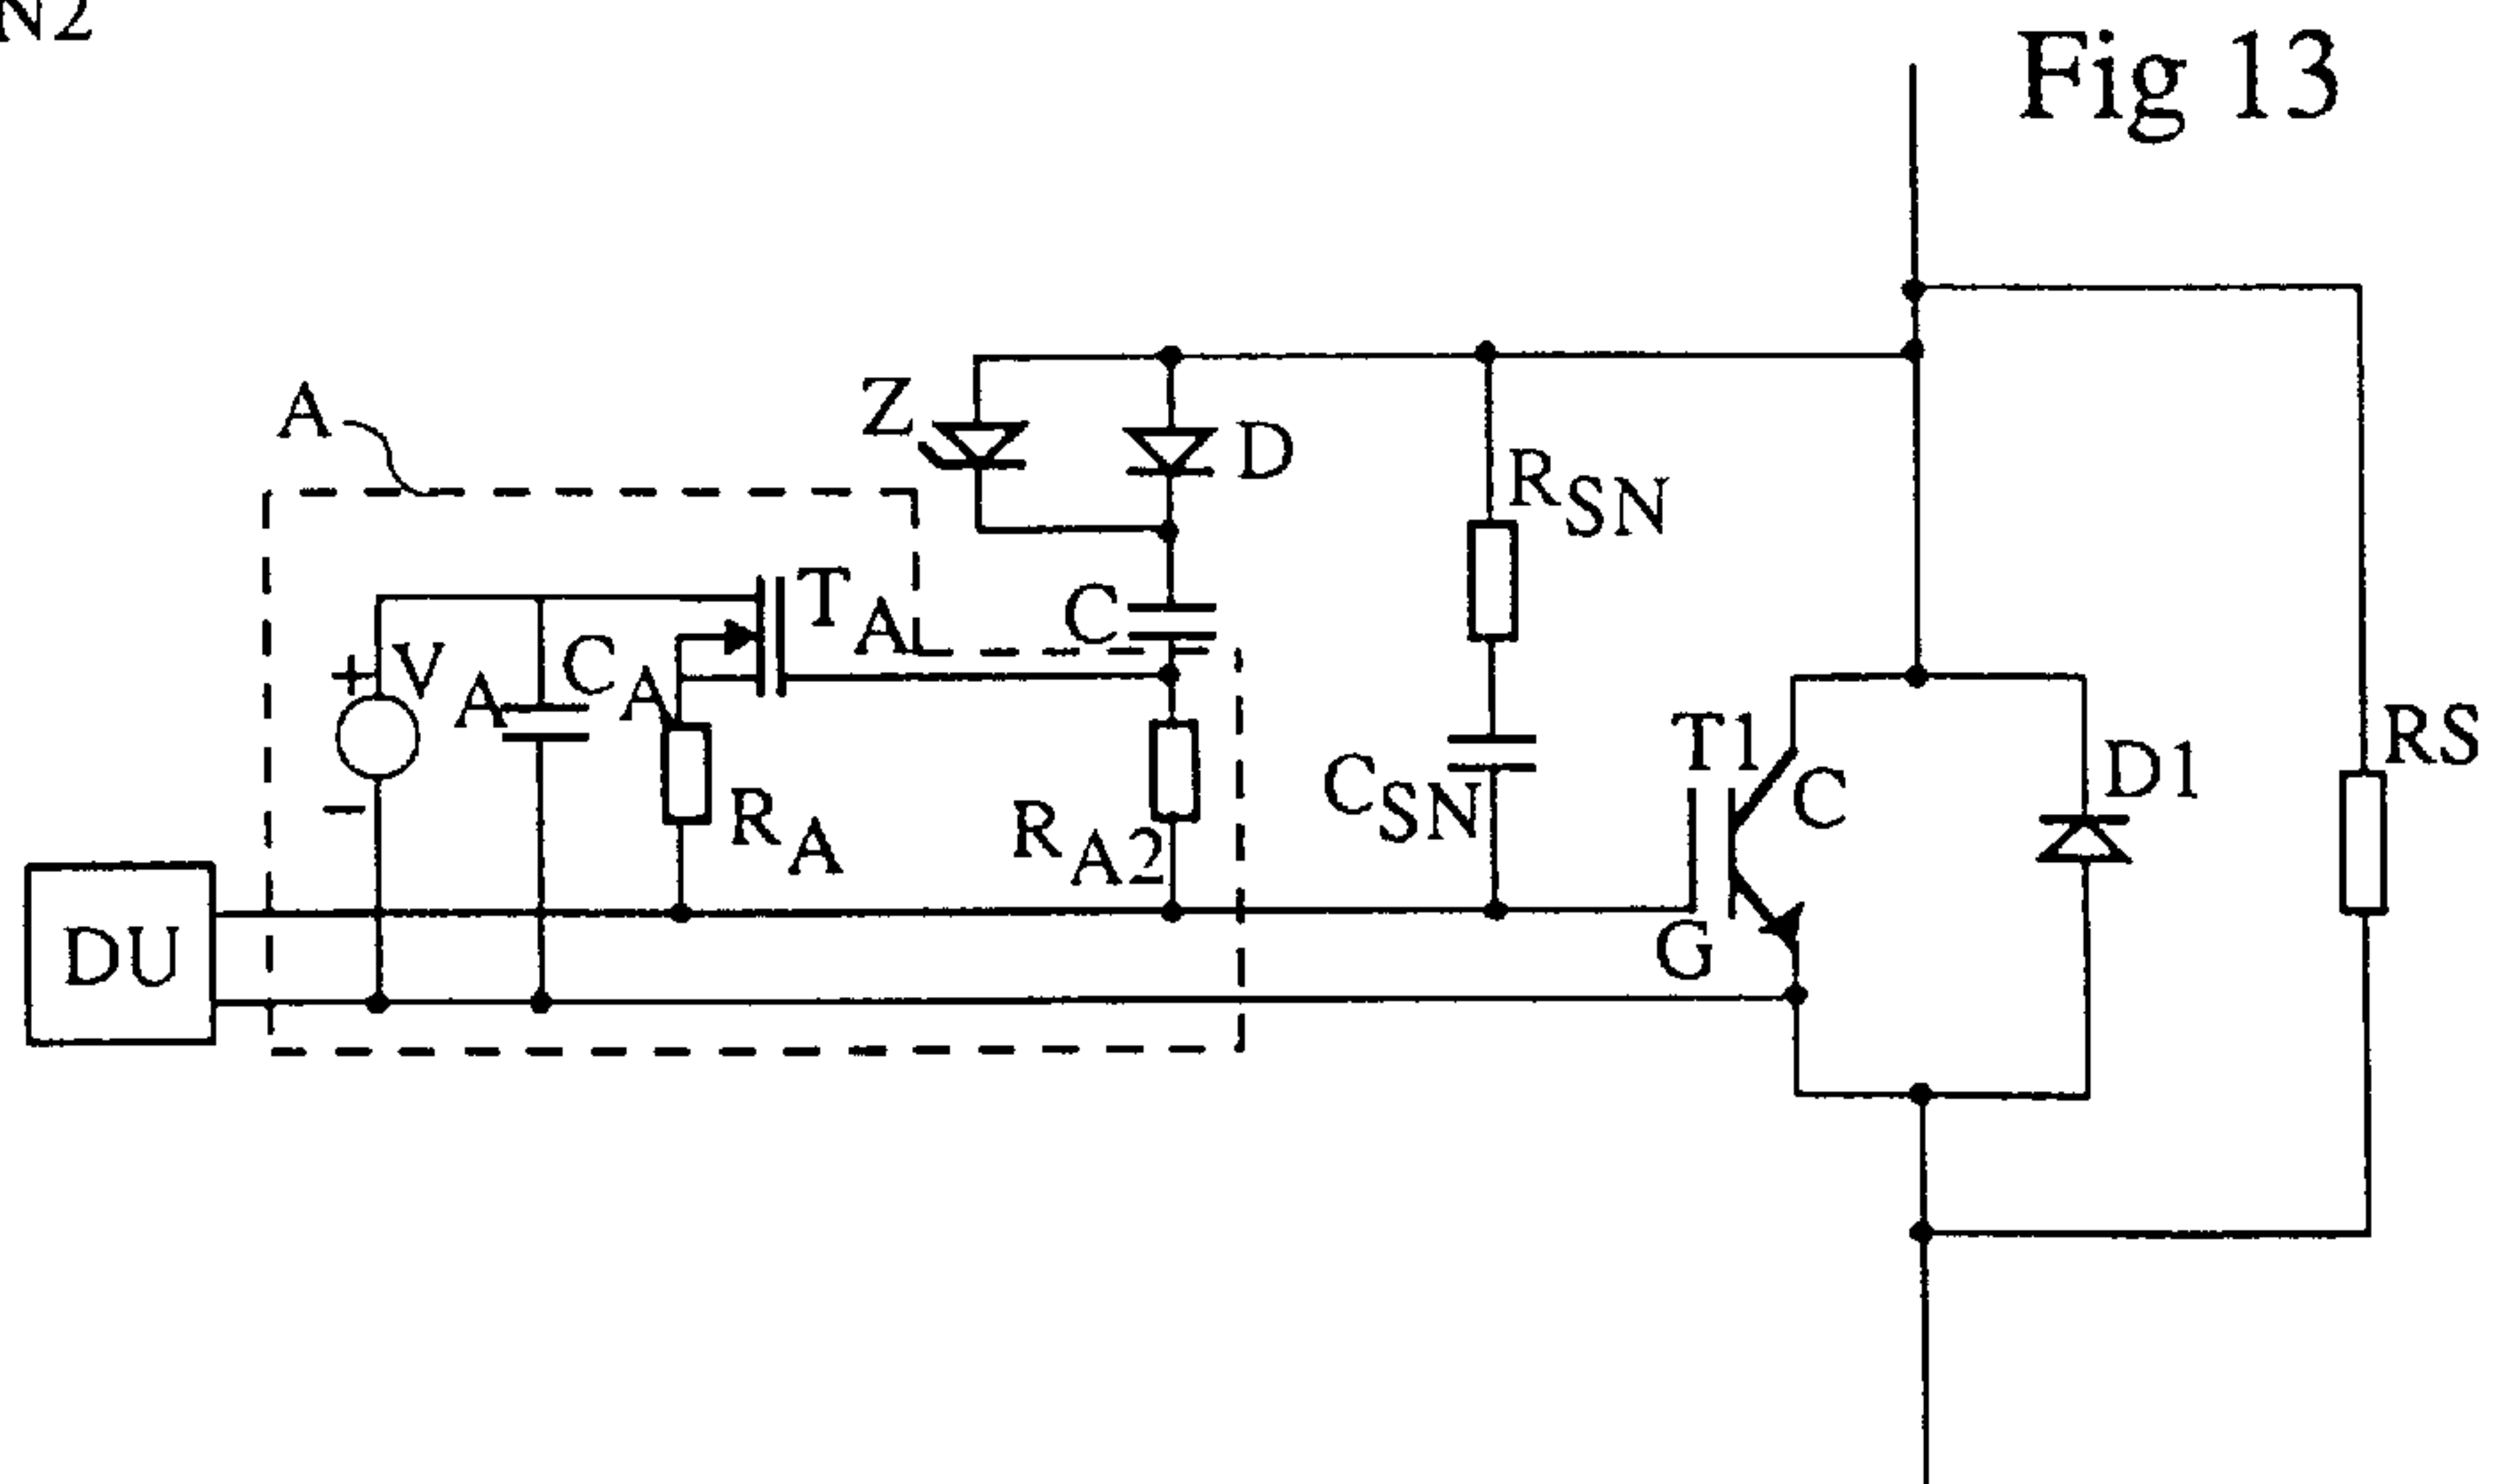 N2
Fig 13
A
Z
D
RSN
TA
C
+
VA
CA
RS
T1
C
D1
CSN
RA
RA2
−
DU
G